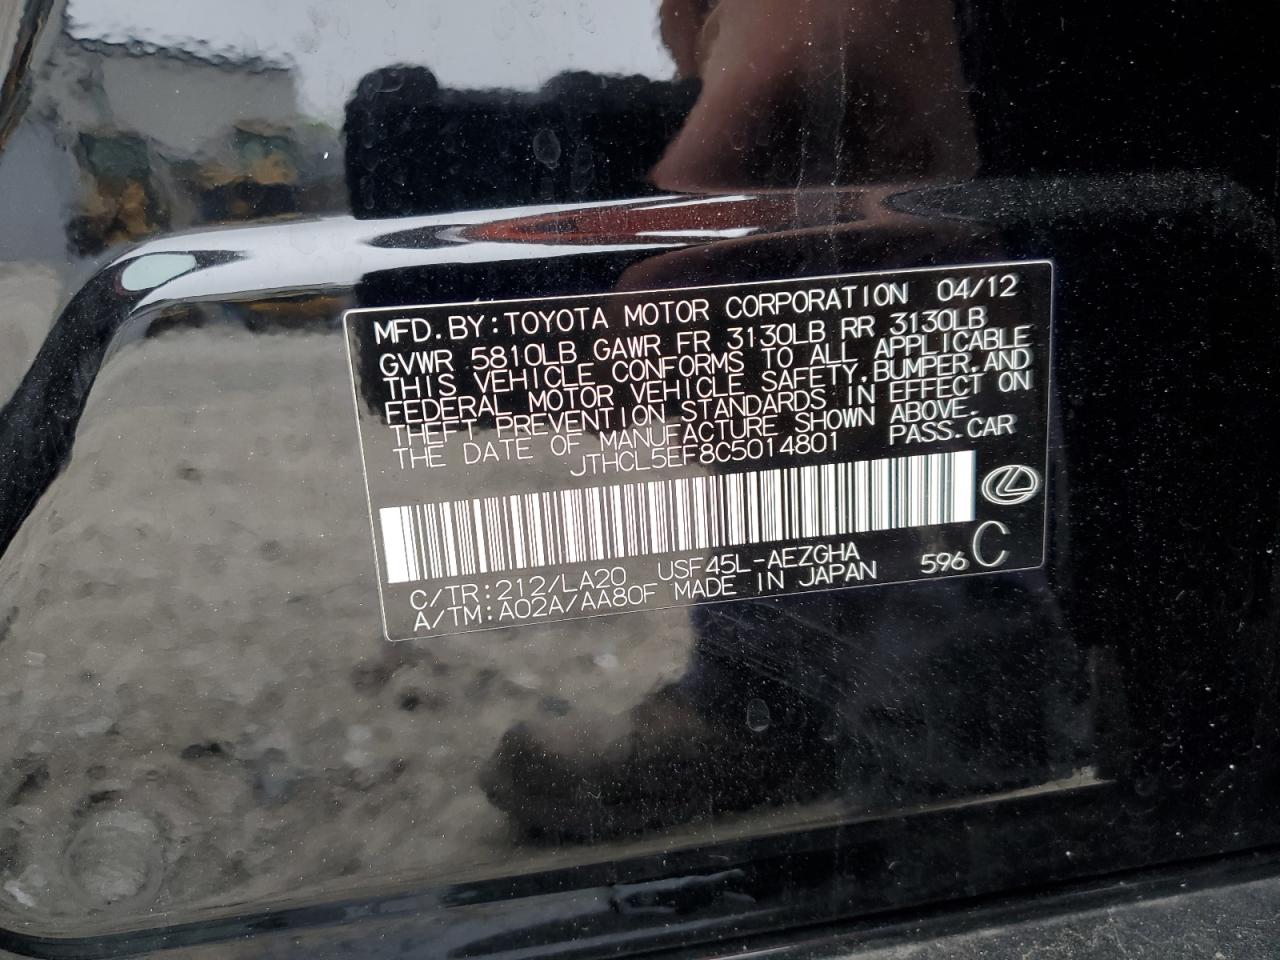 MFD.BY:TOYOTA MOTOR CORPORATION 04/12
GVWR 5810LB GAWR FR 3130LB RR 3130LB
THIS VEHICLE CONFORMS TO ALL APPLICABLE
FEDERAL MOTOR VEHICLE SAFETY,BUMPER,AND
THEFT PREVENTION STANDARDS IN EFFECT ON
THE DATE OF MANUFACTURE SHOWN ABOVE.
JTHCL5EF8C5014801 PASS.CAR
C/TR:212/LA20 USF45L-AEZGHA 596 C
A/TM:A02A/AA80F MADE IN JAPAN